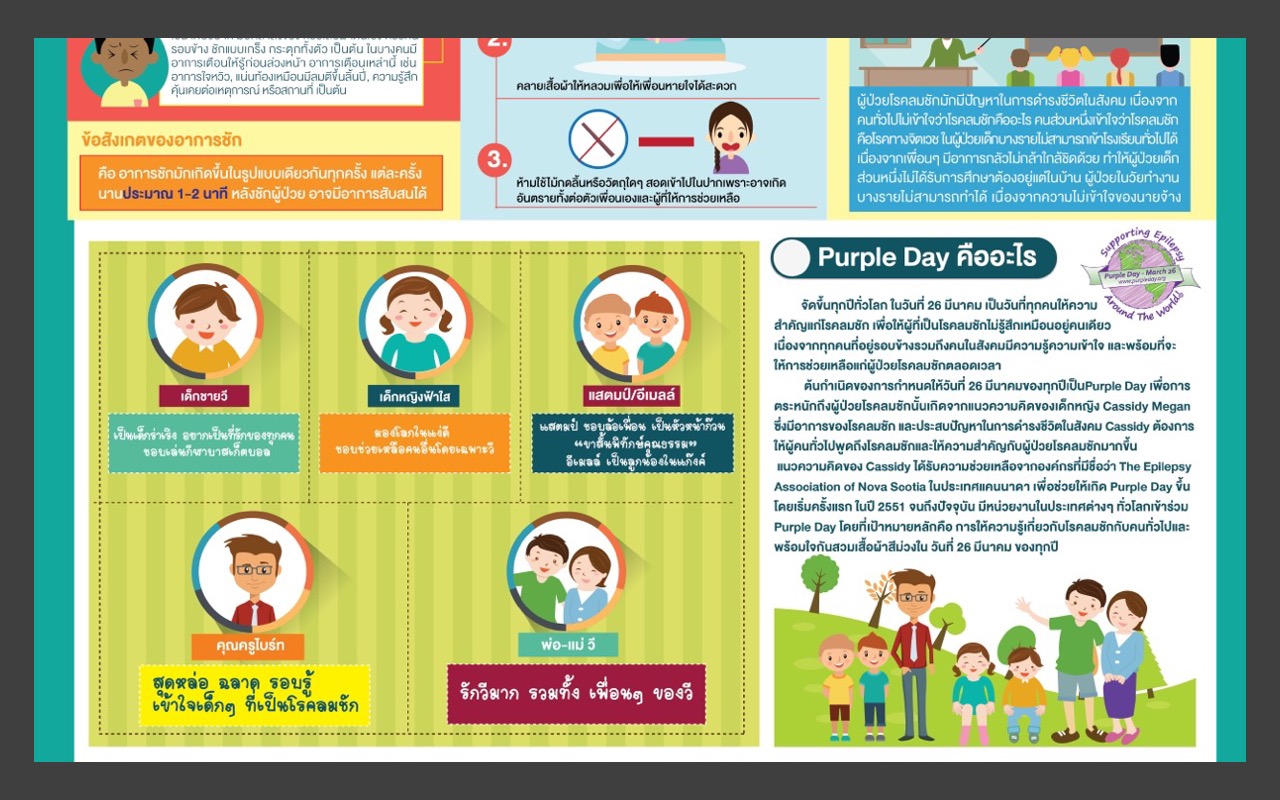 รอบข้าง ชักแบบเกร็ง กระตุกทั้งตัว เป็นต้น ในบางคนมี
อาการเตือนให้รู้ก่อนล่วงหน้า อาการเตือนเหล่านี้ เช่น
อาการใจหวิว, แน่นท้องเหมือนมีลมตีขึ้นลิ้นปี่, ความรู้สึก
คุ้นเคยต่อเหตุการณ์ หรือสถานที่ เป็นต้น
ข้อสังเกตของอาการชัก
คือ อาการชักมักเกิดขึ้นในรูปแบบเดียวกันทุกครั้ง แต่ละครั้ง
นานประมาณ 1-2 นาที หลังชักผู้ป่วย อาจมีอาการสับสนได้
2.
คลายเสื้อผ้าให้หลวมเพื่อให้เพื่อนหายใจได้สะดวก
3.
ห้ามใช้ไม้กดลิ้นหรือวัตถุใดๆ สอดเข้าไปในปากเพราะอาจเกิด
อันตรายทั้งต่อตัวเพื่อนเองและผู้ที่ให้การช่วยเหลือ
ผู้ป่วยโรคลมชักมักมีปัญหาในการดำรงชีวิตในสังคม เนื่องจาก
คนทั่วไปไม่เข้าใจว่าโรคลมชักคืออะไร คนส่วนหนึ่งเข้าใจว่าโรคลมชัก
คือโรคทางจิตเวช ในผู้ป่วยเด็กบางรายไม่สามารถเข้าโรงเรียนทั่วไปได้
เนื่องจากเพื่อนๆ มีอาการกลัวไม่กล้าใกล้ชิดด้วย ทำให้ผู้ป่วยเด็ก
ส่วนหนึ่งไม่ได้รับการศึกษาต้องอยู่แต่ในบ้าน ผู้ป่วยในวัยทำงาน
บางรายไม่สามารถทำได้ เนื่องจากความไม่เข้าใจของนายจ้าง
เด็กชายวี
เป็นเด็กร่าเริง อยากเป็นที่รักของทุกคน
ชอบเล่นกีฬาบาสเก็ตบอล
เด็กหญิงฟ้าใส
มองโลกในแง่ดี
ชอบช่วยเหลือคนอื่นโดยเฉพาะวี
แสตมป์/อีเมลล์
แสตมป์ ชอบล้อเพื่อน เป็นหัวหน้าก๊วน
“ขาสั้นพิทักษ์คุณธรรม”
อีเมลล์ เป็นลูกน้องในแก๊งค์
คุณครูไบร์ท
สุดหล่อ ฉลาด รอบรู้
เข้าใจเด็กๆ ที่เป็นโรคลมชัก
พ่อ-แม่ วี
รักวีมาก รวมทั้ง เพื่อนๆ ของวี
Purple Day คืออะไร
Supporting Epilepsy
Purple Day - March 26
www.purpleday.org
Around The World!
จัดขึ้นทุกปีทั่วโลก ในวันที่ 26 มีนาคม เป็นวันที่ทุกคนให้ความ
สำคัญแก่โรคลมชัก เพื่อให้ผู้ที่เป็นโรคลมชักไม่รู้สึกเหมือนอยู่คนเดียว
เนื่องจากทุกคนที่อยู่รอบข้างรวมถึงคนในสังคมมีความรู้ความเข้าใจ และพร้อมที่จะ
ให้การช่วยเหลือแก่ผู้ป่วยโรคลมชักตลอดเวลา
ต้นกำเนิดของการกำหนดให้วันที่ 26 มีนาคมของทุกปีเป็นPurple Day เพื่อการ
ตระหนักถึงผู้ป่วยโรคลมชักนั้นเกิดจากแนวความคิดของเด็กหญิง Cassidy Megan
ซึ่งมีอาการของโรคลมชัก และประสบปัญหาในการดำรงชีวิตในสังคม Cassidy ต้องการ
ให้ผู้คนทั่วไปพูดถึงโรคลมชักและให้ความสำคัญกับผู้ป่วยโรคลมชักมากขึ้น
แนวความคิดของ Cassidy ได้รับความช่วยเหลือจากองค์กรที่มีชื่อว่า The Epilepsy
Association of Nova Scotia ในประเทศแคนนาดา เพื่อช่วยให้เกิด Purple Day ขึ้น
โดยเริ่มครั้งแรก ในปี 2551 จนถึงปัจจุบัน มีหน่วยงานในประเทศต่างๆ ทั่วโลกเข้าร่วม
Purple Day โดยที่เป้าหมายหลักคือ การให้ความรู้เกี่ยวกับโรคลมชักกับคนทั่วไปและ
พร้อมใจกันสวมเสื้อผ้าสีม่วงใน วันที่ 26 มีนาคม ของทุกปี